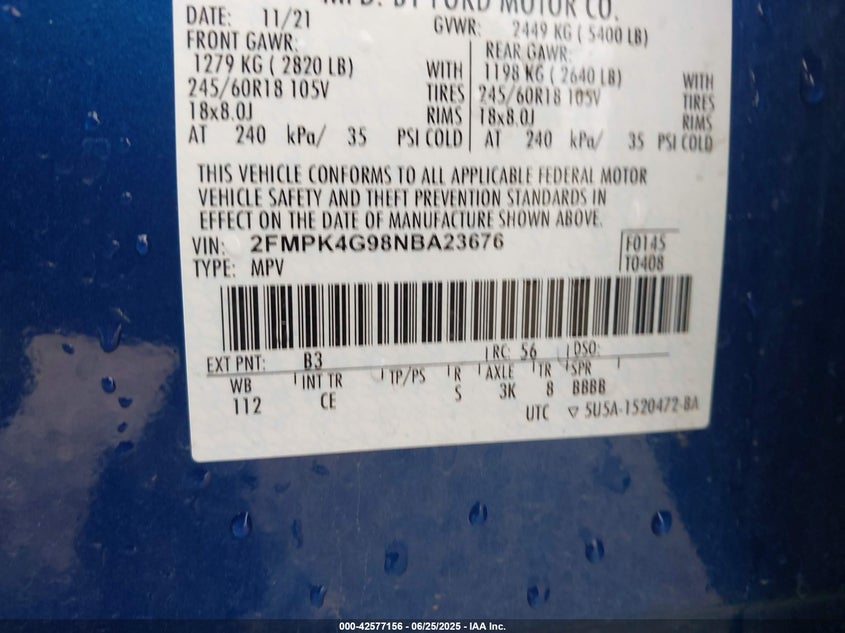 MFD. BY FORD MOTOR CO.
DATE: 11/21 GVWR: 2449 KG ( 5400 LB)
FRONT GAWR: REAR GAWR:
1279 KG ( 2820 LB) WITH 1198 KG ( 2640 LB) WITH
245/60R18 105V TIRES 245/60R18 105V TIRES
18x8.0J RIMS 18x8.0J RIMS
AT 240 kPa/ 35 PSI COLD AT 240 kPa/ 35 PSI COLD
THIS VEHICLE CONFORMS TO ALL APPLICABLE FEDERAL MOTOR
VEHICLE SAFETY AND THEFT PREVENTION STANDARDS IN
EFFECT ON THE DATE OF MANUFACTURE SHOWN ABOVE.
VIN: 2FMPK4G98NBA23676 F0145
TYPE: MPV T0408
EXT PNT: B3 RC: 56 DSO:
WB INT TR TP/PS R AXLE TR SPR
112 CE S 3K 8 BBBB
UTC ▽ 5U5A-1520472-BA
000-42577156 - 06/25/2025 - IAA Inc.